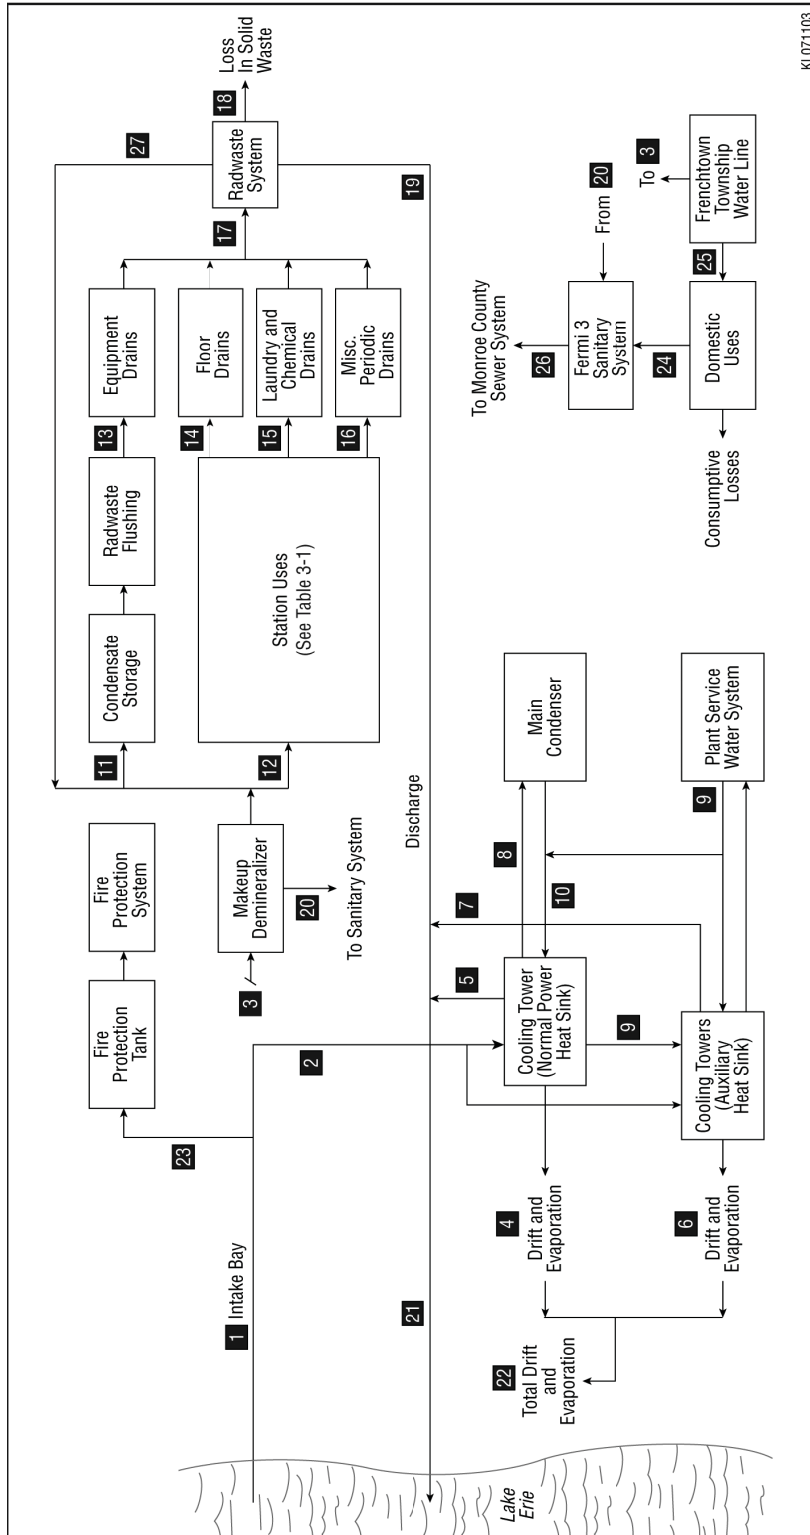 Lake
Erie
1
Intake Bay
23
Fire
Protection
Tank
Fire
Protection
System
2
3
Makeup
Demineralizer
20
To Sanitary System
11
12
Condensate
Storage
Radwaste
Flushing
13
Equipment
Drains
Station Uses
(See Table 3-1)
14
Floor
Drains
15
Laundry and
Chemical
Drains
16
Misc.
Periodic
Drains
17
27
Radwaste
System
18
Loss
In Solid
Waste
19
21
Discharge
22
Total Drift
and
Evaporation
4
Drift and
Evaporation
5
7
Cooling Tower
(Normal Power
Heat Sink)
8
10
Main
Condenser
9
6
Drift and
Evaporation
Cooling Towers
(Auxiliary
Heat Sink)
9
Plant Service
Water System
To Monroe County
Sewer System
26
Fermi 3
Sanitary
System
From 20
24
Consumptive
Losses
Domestic
Uses
25
To 3
Frenchtown
Township
Water Line
KL071103